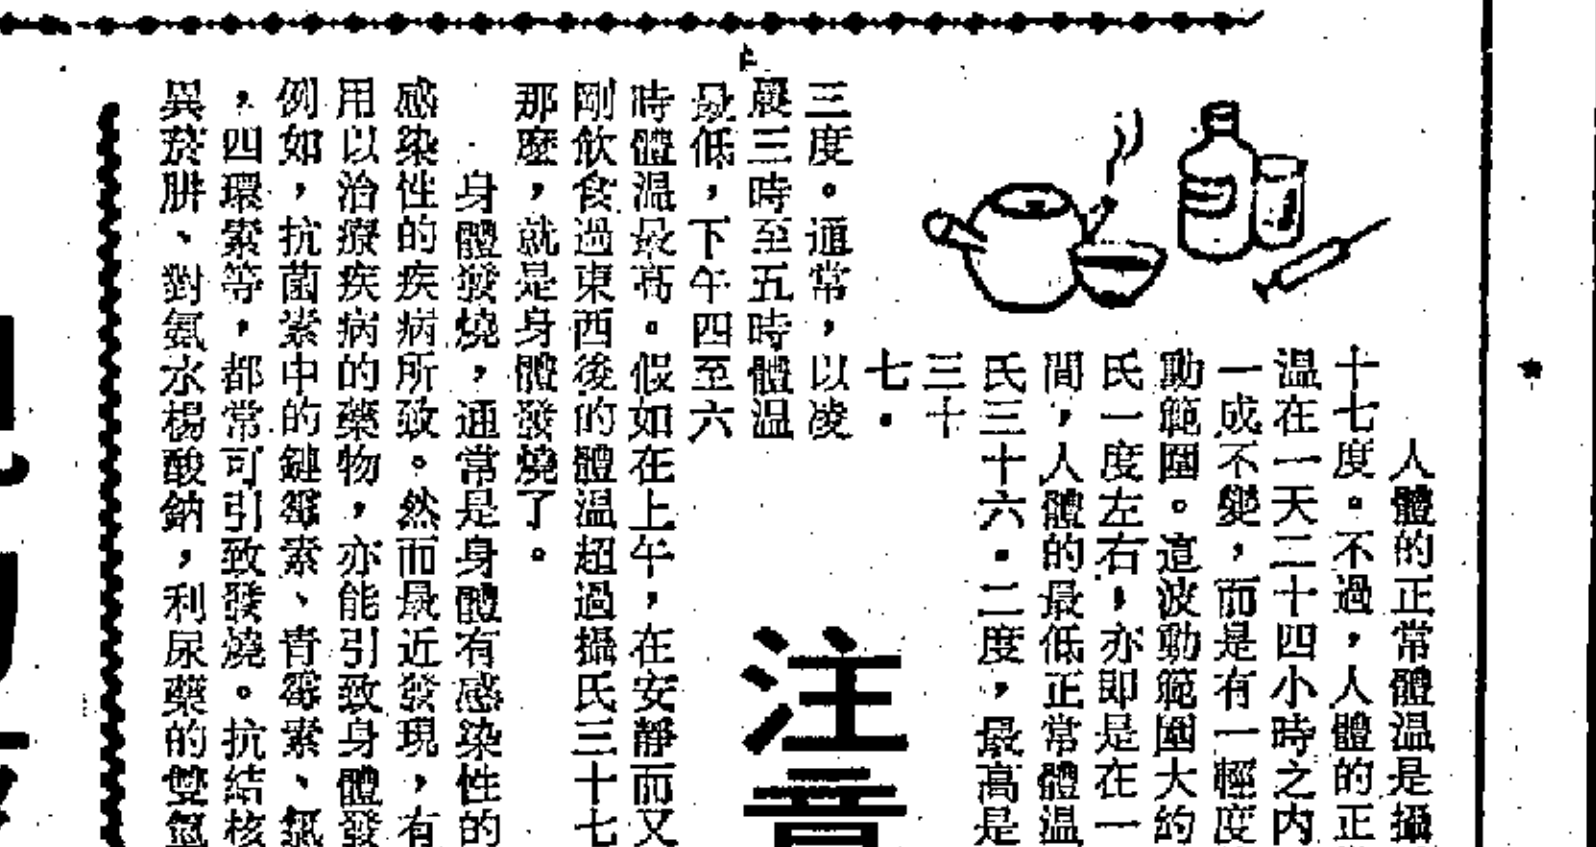 人體的正常體温是攝
十七度。不過，人體的正
温在一天二十四小時之内
一成不變，而是有一輕度
動範圍。這波動範圍大約
氏一度左右，亦即是在一
間，人體的最低正常體温
氏三十六．二度，最高是
三十
七．
三度。通常，以凌
晨三時至五時體温
最低，下午四至六
時體温最高。假如在上午，在安靜而又
剛飲食過東西後的體温超過攝氏三十七
那麽，就是身體發燒了。
身體發燒，通常是身體有感染性的
感染性的疾病所致。然而最近發現，有
用以治療疾病的藥物，亦能引致身體發
例如，抗菌素中的鏈霉素、青霉素、氯
，四環素等，都常可引致發燒。抗結核
異菸肼、對氨水楊酸鈉，利尿藥的雙氫
注意